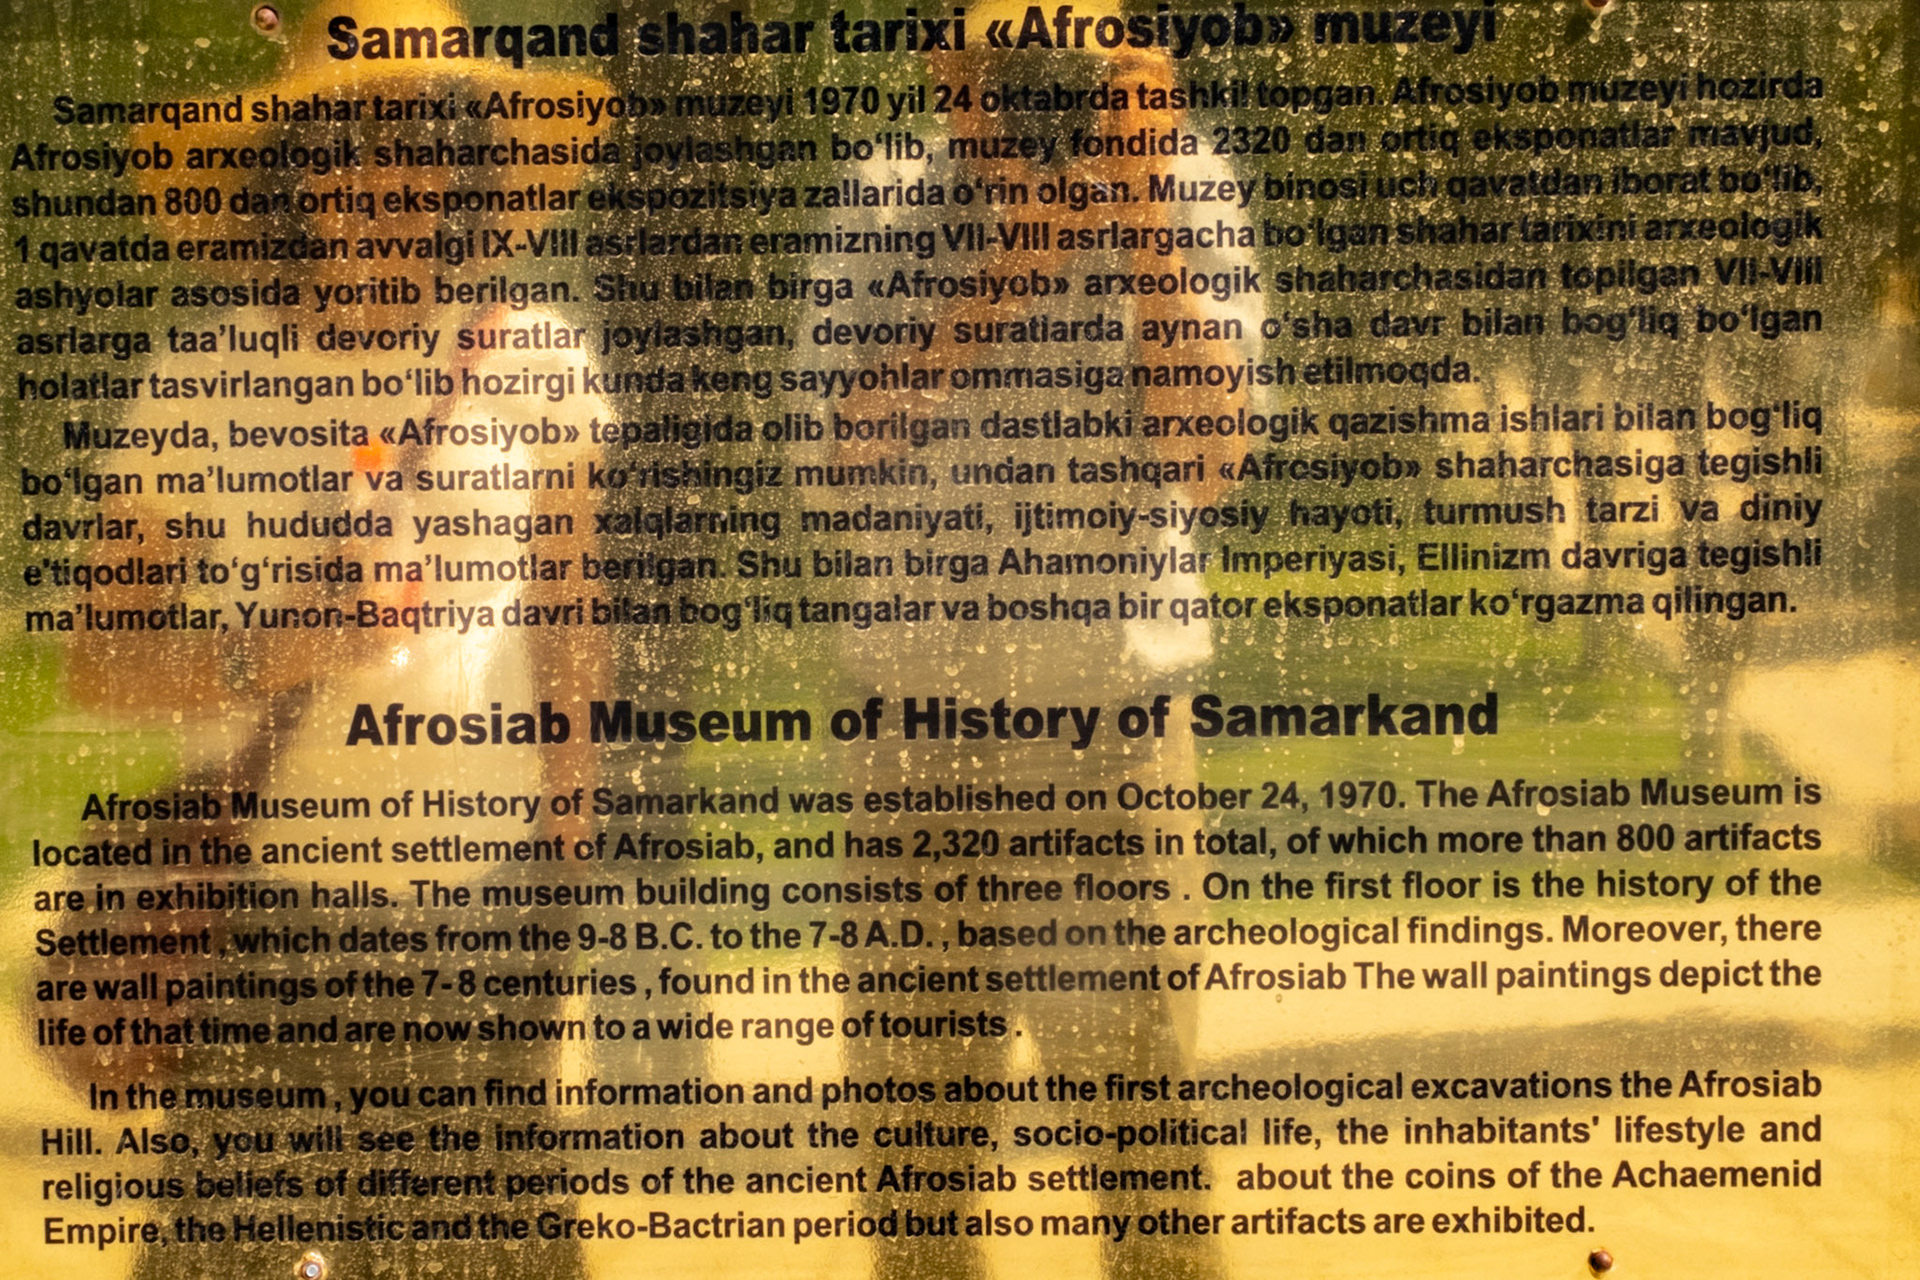 Samarqand shahar tarixi «Afrosiyob» muzeyi
Samarqand shahar tarixi «Afrosiyob» muzeyi 1970 yil 24 oktabrda tashkil topgan. Afrosiyob muzeyi hozirda
Afrosiyob arxeologik shaharchasida joylashgan bo‘lib, muzey fondida 2320 dan ortiq eksponatlar mavjud,
shundan 800 dan ortiq eksponatlar ekspozitsiya zallarida o‘rin olgan. Muzey binosi uch qavatdan iborat bo‘lib,
1 qavatda eramizdan avvalgi IX-VIII asrlardan eramizning VII-VIII asrlargacha bo‘lgan shahar tarixini arxeologik
ashyolar asosida yoritib berilgan. Shu bilan birga «Afrosiyob» arxeologik shaharchasidan topilgan VII-VIII
asrlarga taa’luqli devoriy suratlar joylashgan, devoriy suratlarda aynan o‘sha davr bilan bog‘liq bo‘lgan
holatlar tasvirlangan bo‘lib hozirgi kunda keng sayyohlar ommasiga namoyish etilmoqda.
Muzeyda, bevosita «Afrosiyob» tepaligida olib borilgan dastlabki arxeologik qazishma ishlari bilan bog‘liq
bo‘lgan ma’lumotlar va suratlarni ko‘rishingiz mumkin, undan tashqari «Afrosiyob» shaharchasiga tegishli
davrlar, shu hududda yashagan xalqlarning madaniyati, ijtimoiy-siyosiy hayoti, turmush tarzi va diniy
e'tiqodlari to‘g‘risida ma’lumotlar berilgan. Shu bilan birga Ahamoniylar Imperiyasi, Ellinizm davriga tegishli
ma’lumotlar, Yunon-Baqtriya davri bilan bog‘liq tangalar va boshqa bir qator eksponatlar ko‘rgazma qilingan.
Afrosiab Museum of History of Samarkand
Afrosiab Museum of History of Samarkand was established on October 24, 1970. The Afrosiab Museum is
located in the ancient settlement of Afrosiab, and has 2,320 artifacts in total, of which more than 800 artifacts
are in exhibition halls. The museum building consists of three floors . On the first floor is the history of the
Settlement , which dates from the 9-8 B.C. to the 7-8 A.D. , based on the archeological findings. Moreover, there
are wall paintings of the 7- 8 centuries , found in the ancient settlement of Afrosiab The wall paintings depict the
life of that time and are now shown to a wide range of tourists .
In the museum , you can find information and photos about the first archeological excavations the Afrosiab
Hill. Also, you will see the information about the culture, socio-political life, the inhabitants' lifestyle and
religious beliefs of different periods of the ancient Afrosiab settlement. about the coins of the Achaemenid
Empire, the Hellenistic and the Greko-Bactrian period but also many other artifacts are exhibited.